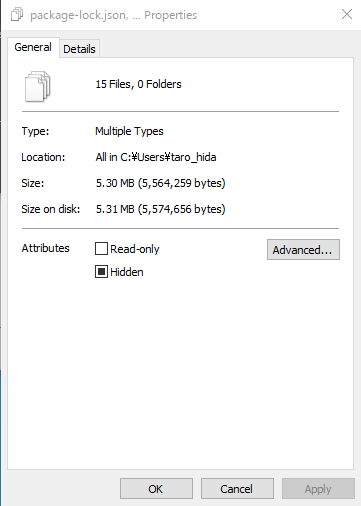 package-lock.json, ... Properties
General Details
15 Files, 0 Folders
Type: Multiple Types
Location: All in C:¥Users¥taro_hida
Size: 5.30 MB (5,564,259 bytes)
Size on disk: 5.31 MB (5,574,656 bytes)
Attributes Read-only Advanced...
Hidden
OK Cancel Apply